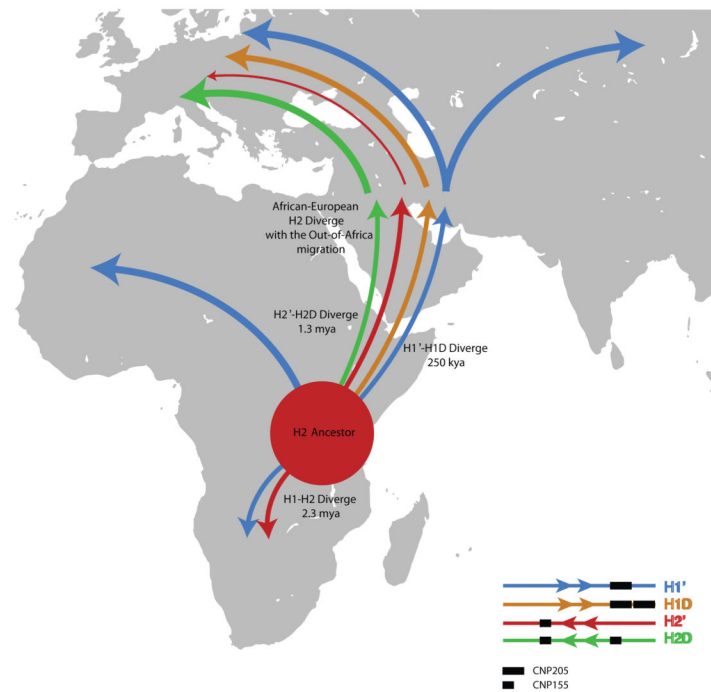 African-European
H2 Diverge
with the Out-of-Africa
migration
H2'-H2D Diverge
1.3 mya
H1'-H1D Diverge
250 kya
H2 Ancestor
H1-H2 Diverge
2.3 mya
H1'
H1D
H2'
H2D
CNP205
CNP155